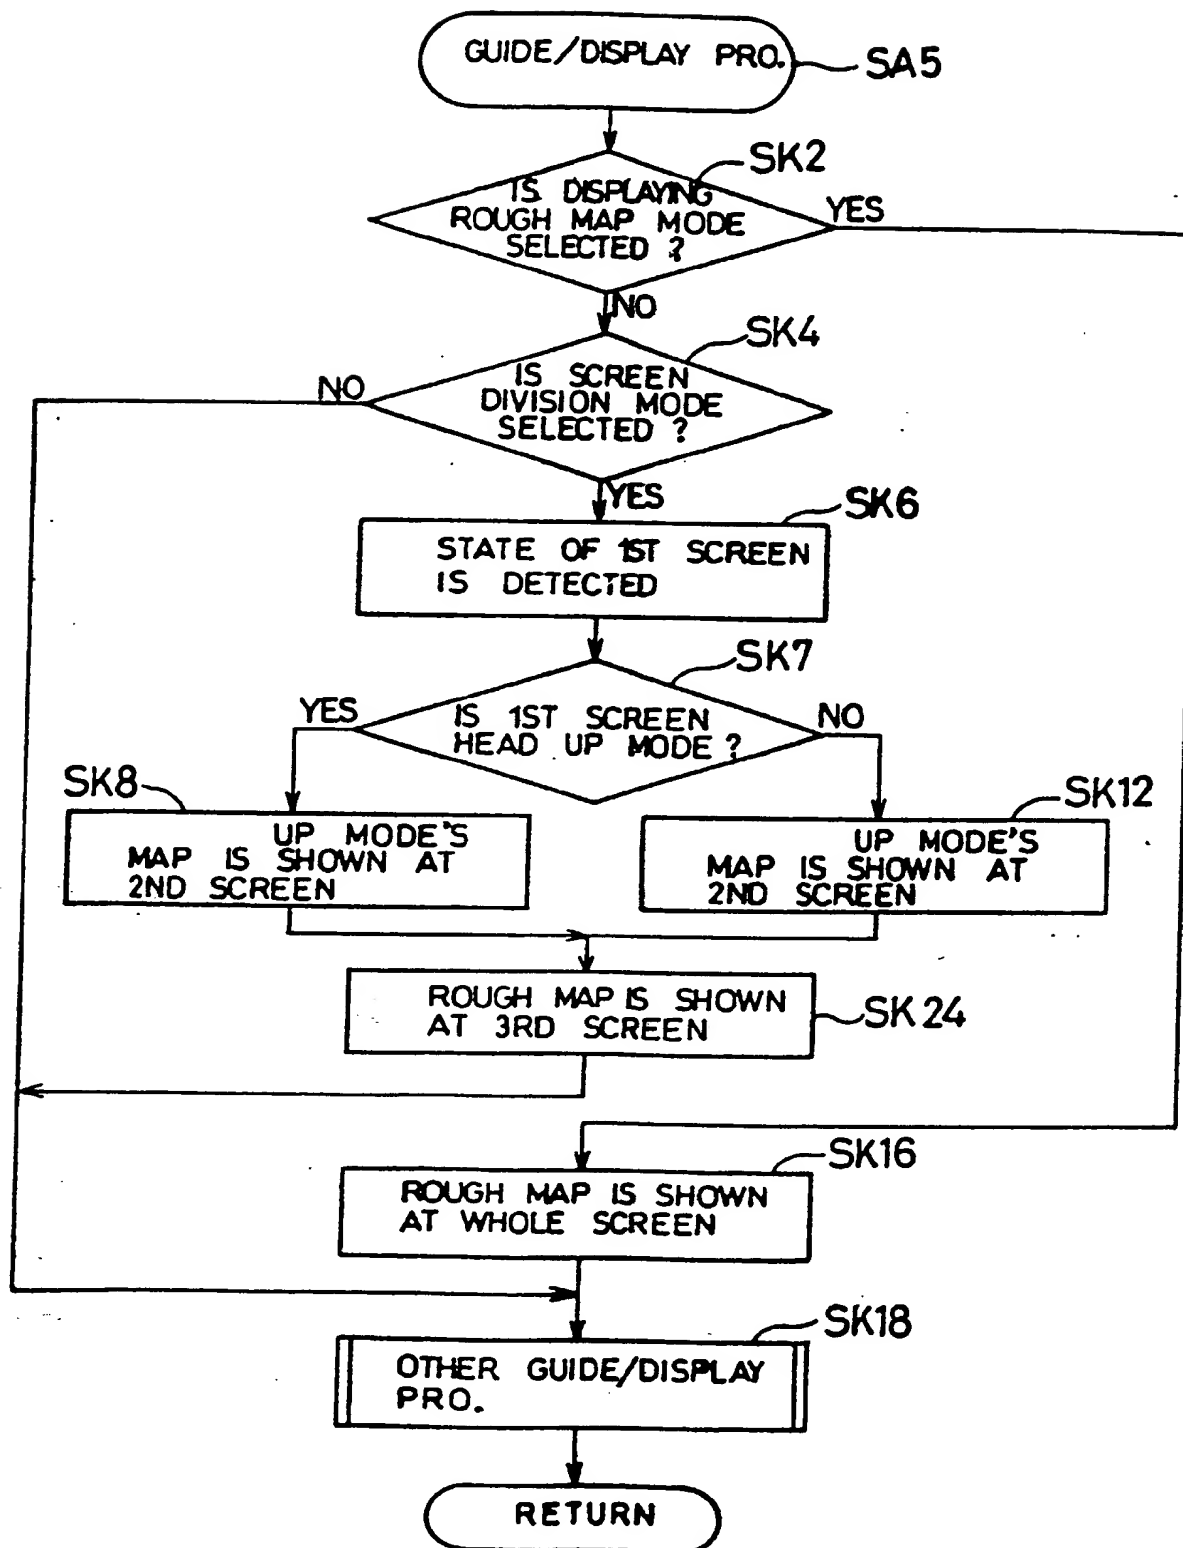 GUIDE/DISPLAY PRO.
SA5
SK2
IS DISPLAYING
ROUGH MAP MODE
SELECTED ?
YES
NO
SK4
IS SCREEN
DIVISION MODE
SELECTED ?
NO
YES
SK6
STATE OF 1ST SCREEN
IS DETECTED
SK7
IS 1ST SCREEN
HEAD UP MODE ?
YES
NO
SK8
UP MODE'S
MAP IS SHOWN AT
2ND SCREEN
SK12
UP MODE'S
MAP IS SHOWN AT
2ND SCREEN
ROUGH MAP IS SHOWN
AT 3RD SCREEN
SK24
SK16
ROUGH MAP IS SHOWN
AT WHOLE SCREEN
SK18
OTHER GUIDE/DISPLAY
PRO.
RETURN